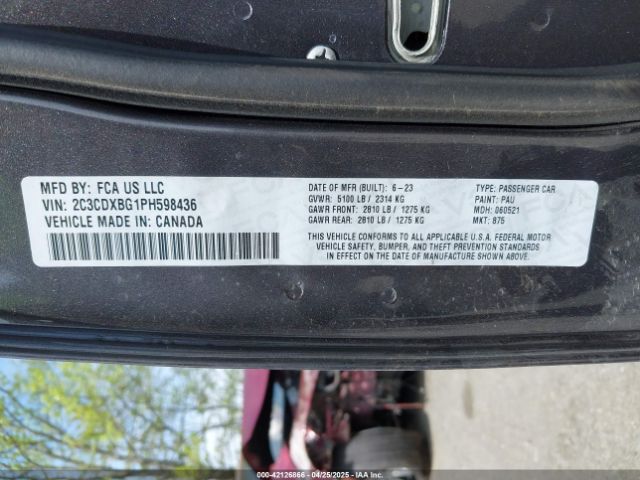 MFD BY: FCA US LLC
VIN: 2C3CDXBG1PH598436
VEHICLE MADE IN: CANADA
DATE OF MFR (BUILT): 6-23
GVWR: 5100 LB / 2314 KG
GAWR FRONT: 2810 LB / 1275 KG
GAWR REAR: 2810 LB / 1275 KG
TYPE: PASSENGER CAR
PAINT: PAU
MDH: 060521
MKT: 875
THIS VEHICLE CONFORMS TO ALL APPLICABLE U.S.A. FEDERAL MOTOR
VEHICLE SAFETY, BUMPER, AND THEFT PREVENTION STANDARDS
IN EFFECT ON THE DATE OF MANUFACTURE SHOWN ABOVE.
000-42126866 - 04/25/2025 - IAAI.COM